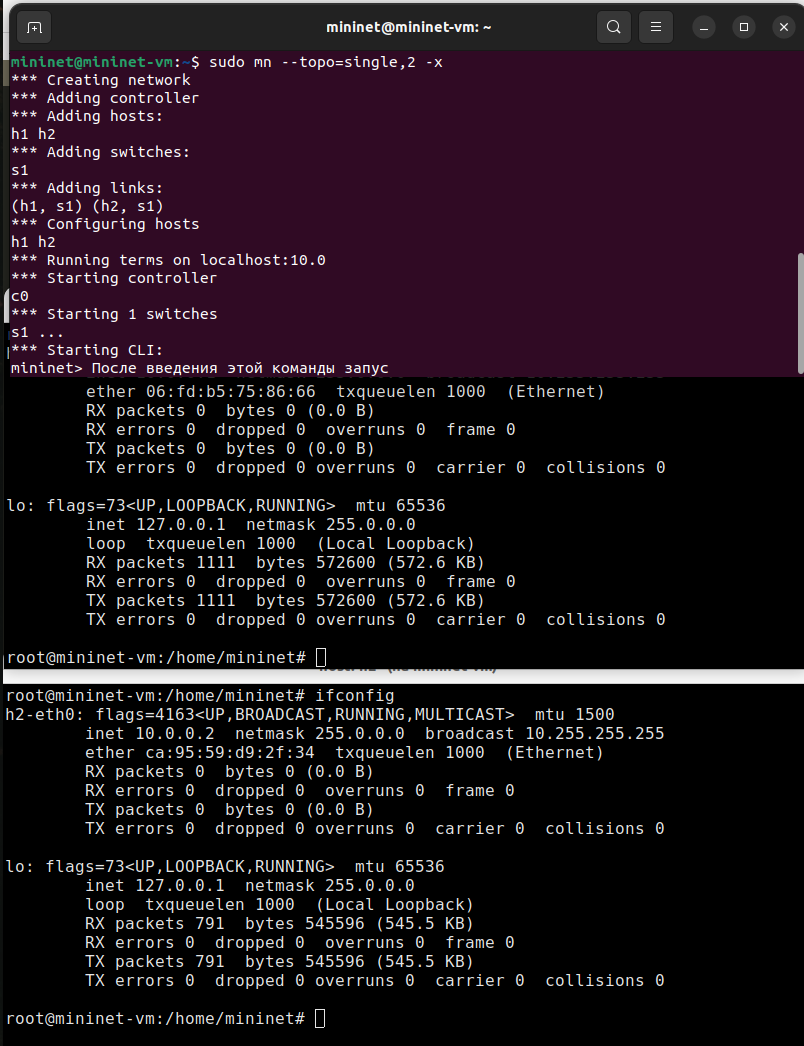 mininet@mininet-vm: ~
mininet@mininet-vm:~$ sudo mn --topo=single,2 -x
*** Creating network
*** Adding controller
*** Adding hosts:
h1 h2
*** Adding switches:
s1
*** Adding links:
(h1, s1) (h2, s1)
*** Configuring hosts
h1 h2
*** Running terms on localhost:10.0
*** Starting controller
c0
*** Starting 1 switches
s1 ...
*** Starting CLI:
mininet> После введения этой команды запус
ether 06:fd:b5:75:86:66  txqueuelen 1000  (Ethernet)
RX packets 0  bytes 0 (0.0 B)
RX errors 0  dropped 0  overruns 0  frame 0
TX packets 0  bytes 0 (0.0 B)
TX errors 0  dropped 0 overruns 0  carrier 0  collisions 0
lo: flags=73<UP,LOOPBACK,RUNNING>  mtu 65536
inet 127.0.0.1  netmask 255.0.0.0
loop  txqueuelen 1000  (Local Loopback)
RX packets 1111  bytes 572600 (572.6 KB)
RX errors 0  dropped 0  overruns 0  frame 0
TX packets 1111  bytes 572600 (572.6 KB)
TX errors 0  dropped 0 overruns 0  carrier 0  collisions 0
root@mininet-vm:/home/mininet#
root@mininet-vm:/home/mininet# ifconfig
h2-eth0: flags=4163<UP,BROADCAST,RUNNING,MULTICAST>  mtu 1500
inet 10.0.0.2  netmask 255.0.0.0  broadcast 10.255.255.255
ether ca:95:59:d9:2f:34  txqueuelen 1000  (Ethernet)
RX packets 0  bytes 0 (0.0 B)
RX errors 0  dropped 0  overruns 0  frame 0
TX packets 0  bytes 0 (0.0 B)
TX errors 0  dropped 0 overruns 0  carrier 0  collisions 0
lo: flags=73<UP,LOOPBACK,RUNNING>  mtu 65536
inet 127.0.0.1  netmask 255.0.0.0
loop  txqueuelen 1000  (Local Loopback)
RX packets 791  bytes 545596 (545.5 KB)
RX errors 0  dropped 0  overruns 0  frame 0
TX packets 791  bytes 545596 (545.5 KB)
TX errors 0  dropped 0 overruns 0  carrier 0  collisions 0
root@mininet-vm:/home/mininet#